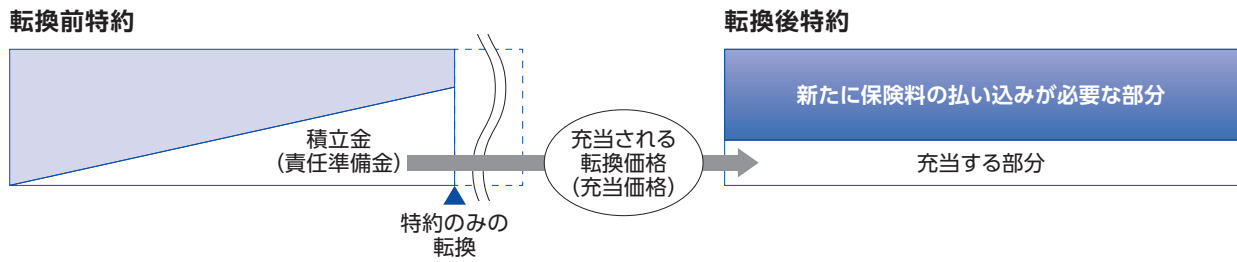 転換前特約
転換後特約
新たに保険料の払い込みが必要な部分
積立金
(責任準備金)
充当される
転換価格
(充当価格)
充当する部分
特約のみの
転換